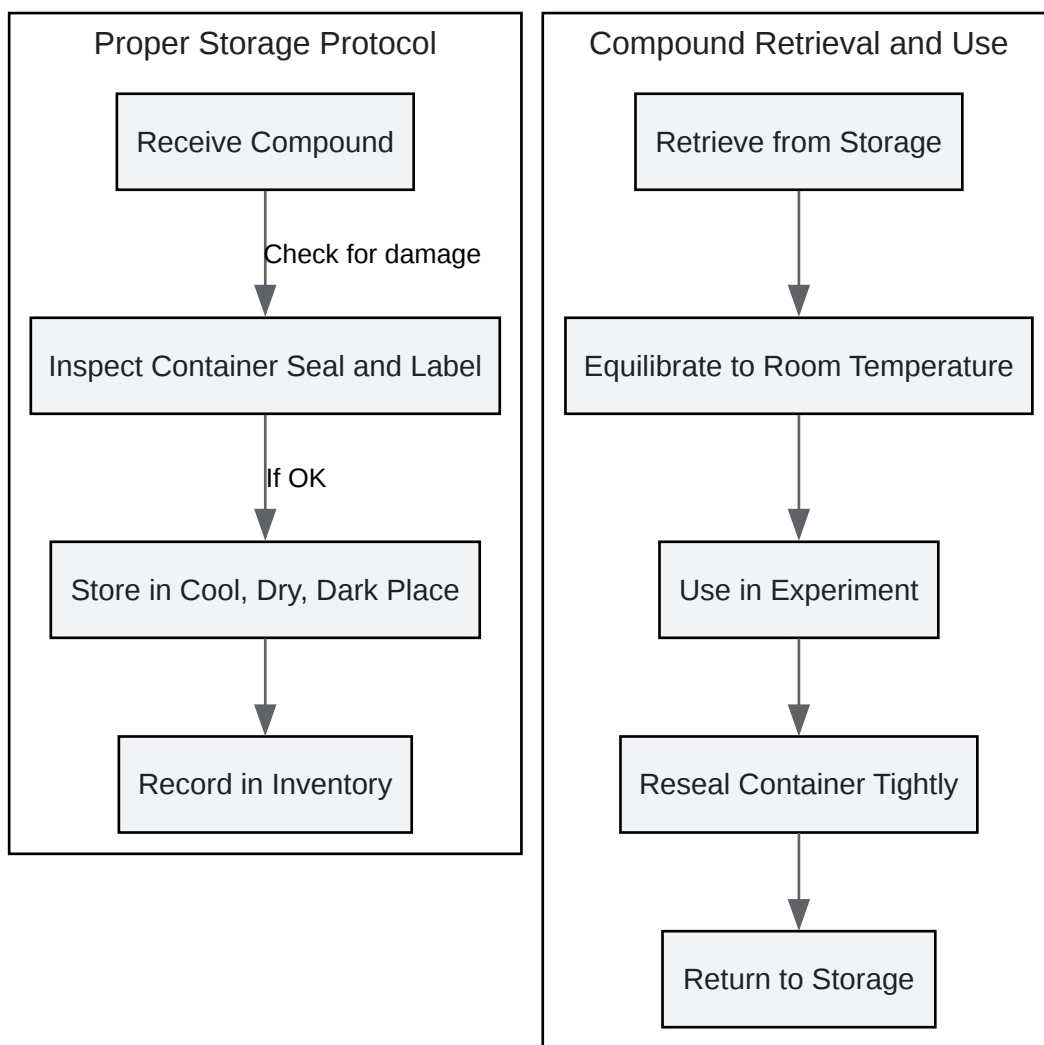 Proper Storage Protocol
Receive Compound
Check for damage
Inspect Container Seal and Label
If OK
Store in Cool, Dry, Dark Place
Record in Inventory
Compound Retrieval and Use
Retrieve from Storage
Equilibrate to Room Temperature
Use in Experiment
Reseal Container Tightly
Return to Storage